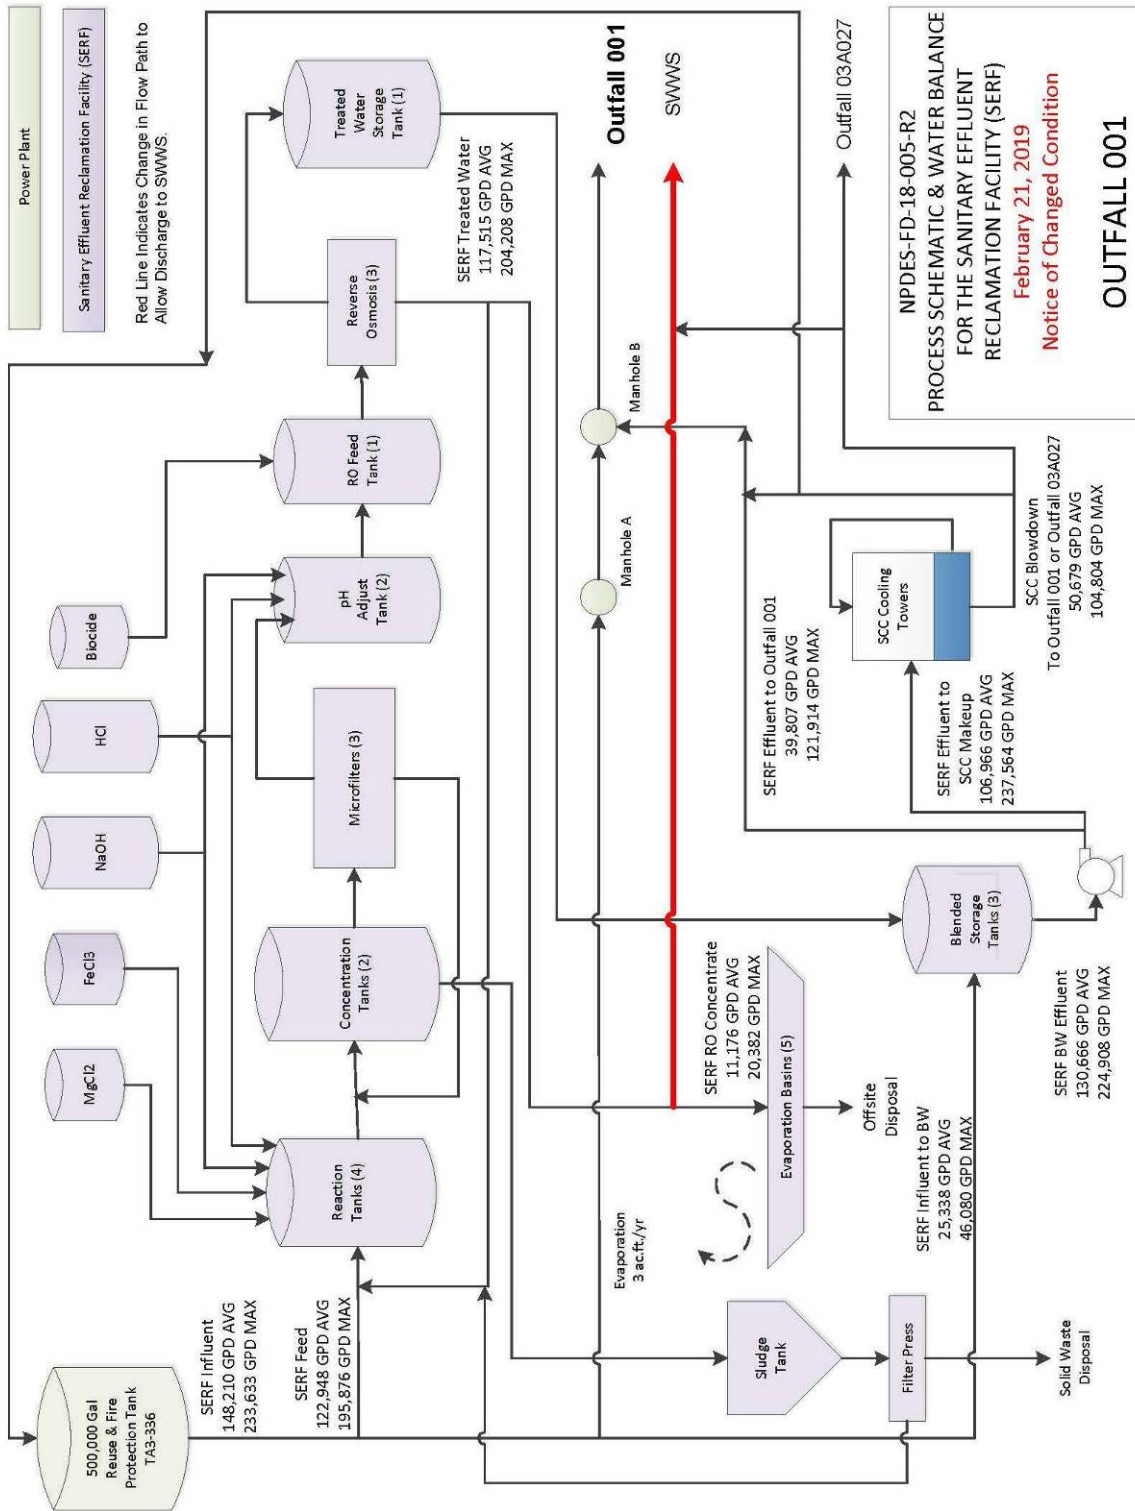 Power Plant
Sanitary Effluent Reclamation Facility (SERF)
Red Line Indicates Change in Flow Path to
Allow Discharge to SWWS.
500,000 Gal
Reuse & Fire
Protection Tank
TA3-336
MgCl2
FeCl3
NaOH
HCl
Biocide
SERF Influent
148,210 GPD AVG
233,633 GPD MAX
SERF Feed
122,948 GPD AVG
195,876 GPD MAX
Reaction
Tanks (4)
Concentration
Tanks (2)
Microfilters (3)
pH
Adjust
Tank (2)
RO Feed
Tank (1)
Reverse
Osmosis (3)
Treated
Water
Storage
Tank (1)
SERF Treated Water
117,515 GPD AVG
204,208 GPD MAX
Evaporation
3 ac.ft./yr
Manhole A
Manhole B
Outfall 001
SWWS
Sludge
Tank
Filter Press
Solid Waste
Disposal
SERF RO Concentrate
11,176 GPD AVG
20,382 GPD MAX
Evaporation Basins (5)
Offsite
Disposal
SERF Influent to BW
25,338 GPD AVG
46,080 GPD MAX
Blended
Storage
Tanks (3)
SERF BW Effluent
130,666 GPD AVG
224,908 GPD MAX
SERF Effluent to Outfall 001
39,807 GPD AVG
121,914 GPD MAX
SERF Effluent to
SCC Makeup
106,966 GPD AVG
237,564 GPD MAX
SCC Cooling
Towers
SCC Blowdown
To Outfall 001 or Outfall 03A027
50,679 GPD AVG
104,804 GPD MAX
Outfall 03A027
NPDES-FD-18-005-R2
PROCESS SCHEMATIC & WATER BALANCE
FOR THE SANITARY EFFLUENT
RECLAMATION FACILITY (SERF)
February 21, 2019
Notice of Changed Condition
OUTFALL 001